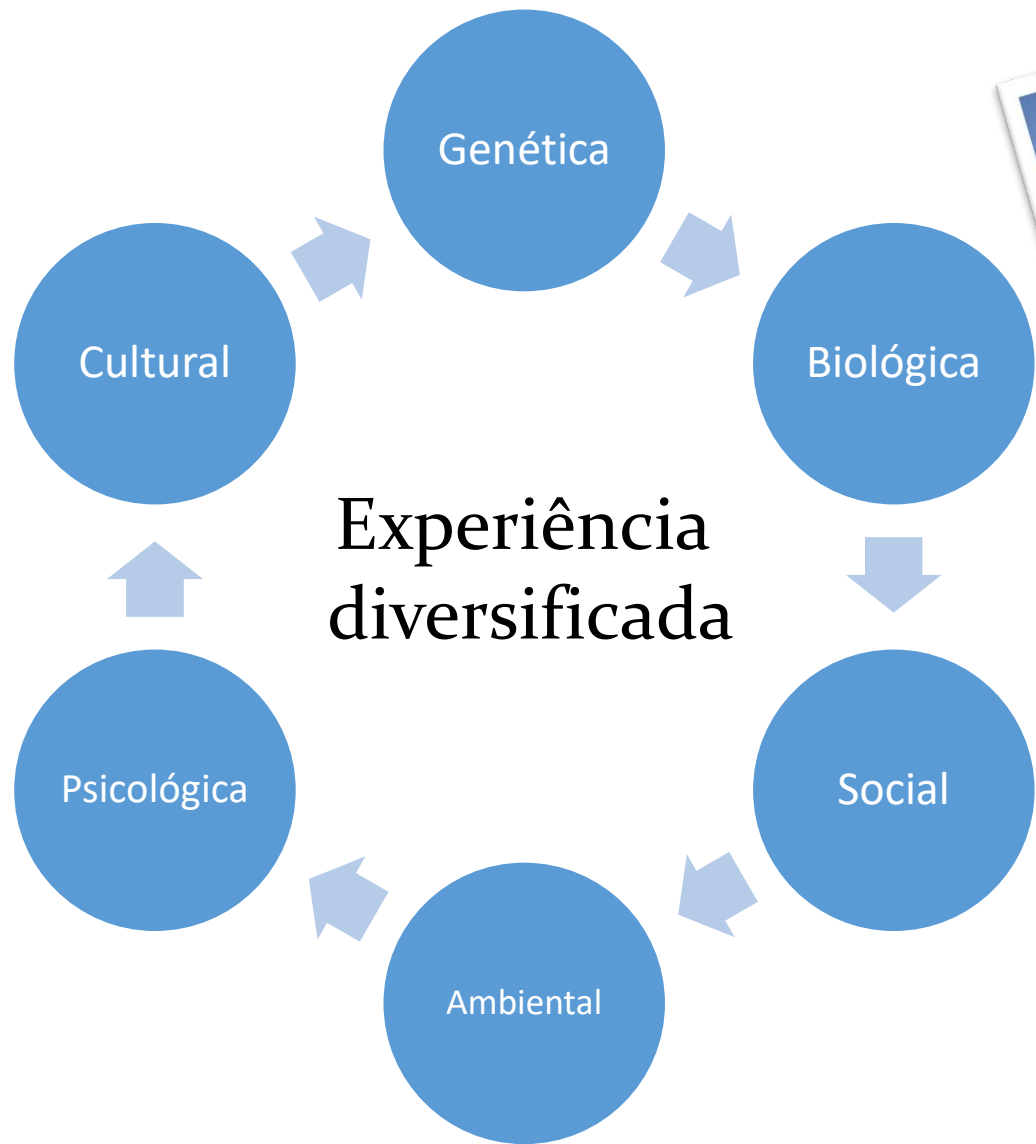 Genética
Biológica
Social
Ambiental
Psicológica
Cultural
Experiência
diversificada